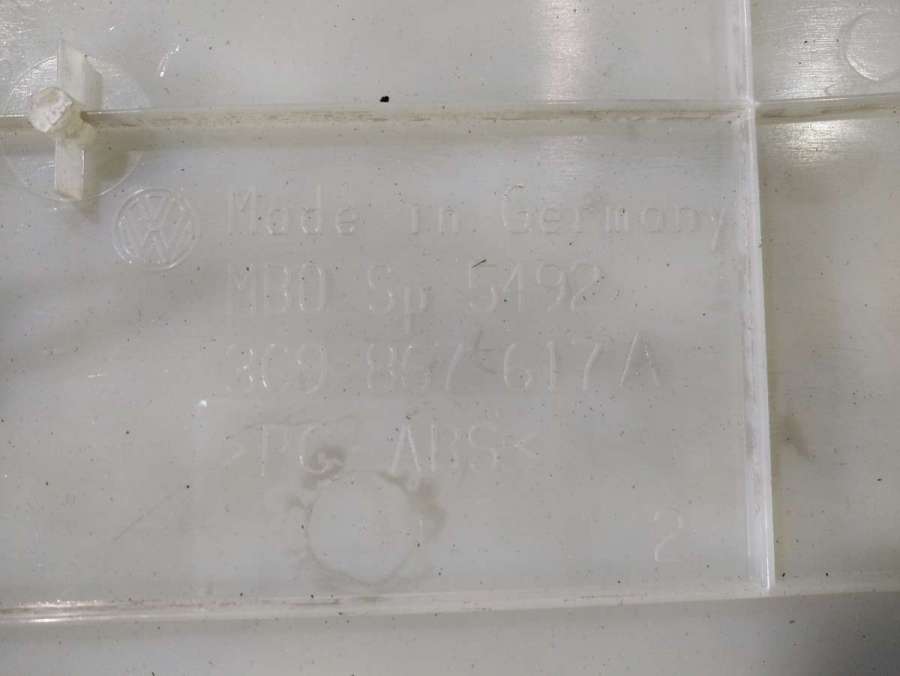 Made in Germany
MBO Sp 5492
3C9 867 617A
>PC ABS<
2